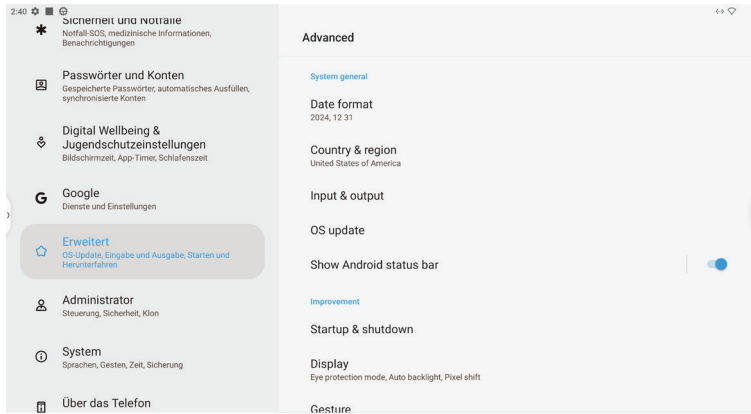 2:40
Sicherheit und Notfälle
Notfall-SOS, medizinische Informationen,
Benachrichtigungen
Passwörter und Konten
Gespeicherte Passwörter, automatisches Ausfüllen,
synchronisierte Konten
Digital Wellbeing &
Jugendschutzeinstellungen
Bildschirmzeit, App-Timer, Schlafenszeit
Google
Dienste und Einstellungen
Erweitert
OS-Update, Eingabe und Ausgabe, Starten und
Herunterfahren
Administrator
Steuerung, Sicherheit, Klon
System
Sprachen, Gesten, Zeit, Sicherung
Über das Telefon
Advanced
System general
Date format
2024, 12 31
Country & region
United States of America
Input & output
OS update
Show Android status bar
Improvement
Startup & shutdown
Display
Eye protection mode, Auto backlight, Pixel shift
Gesture